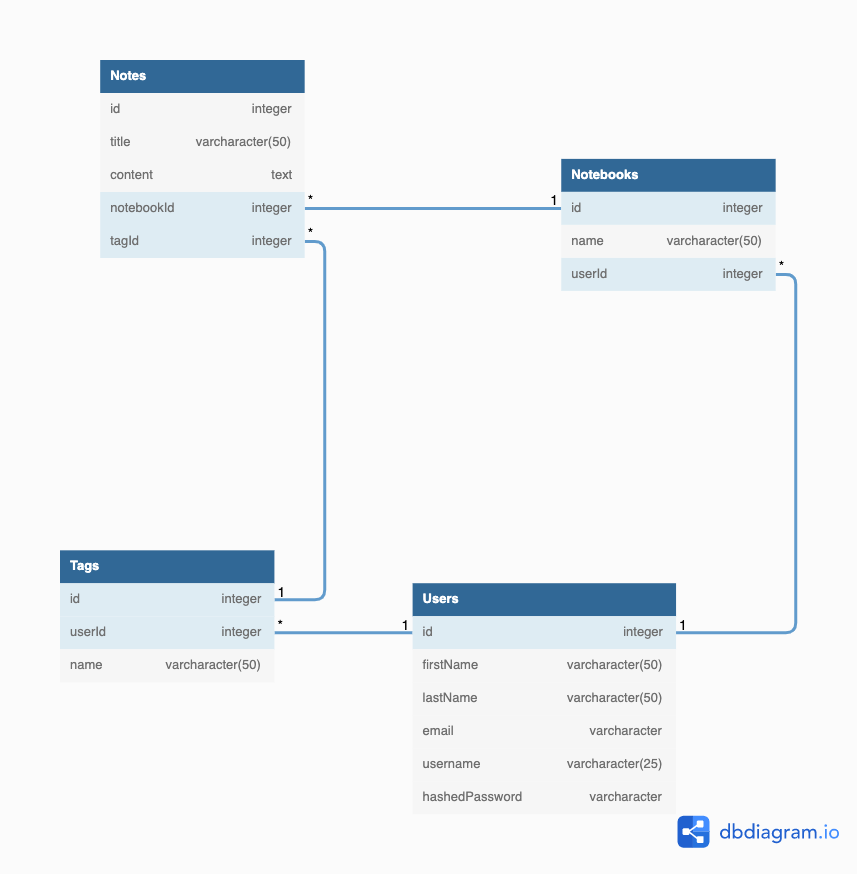 Notes
id integer
title varcharacter(50)
content text
notebookId integer
tagId integer
*
*
1
Notebooks
id integer
name varcharacter(50)
userId integer
*
Tags
id integer
userId integer
name varcharacter(50)
1
*
1
Users
id integer
firstName varcharacter(50)
lastName varcharacter(50)
email varcharacter
username varcharacter(25)
hashedPassword varcharacter
1
dbdiagram.io